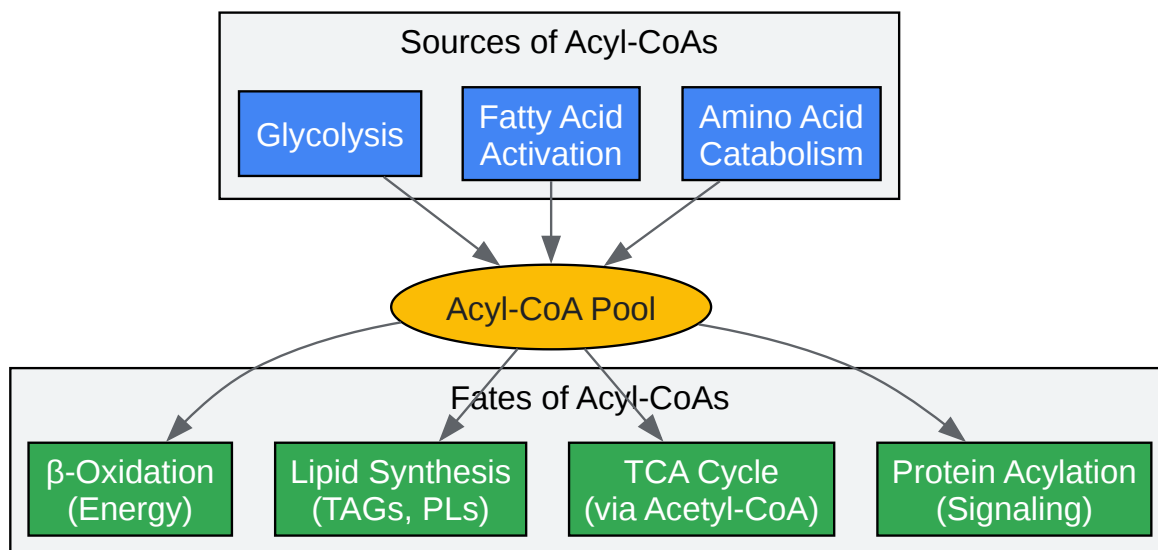 Sources of Acyl-CoAs
Glycolysis
Fatty Acid
Activation
Amino Acid
Catabolism
Acyl-CoA Pool
Fates of Acyl-CoAs
β-Oxidation
(Energy)
Lipid Synthesis
(TAGs, PLs)
TCA Cycle
(via Acetyl-CoA)
Protein Acylation
(Signaling)